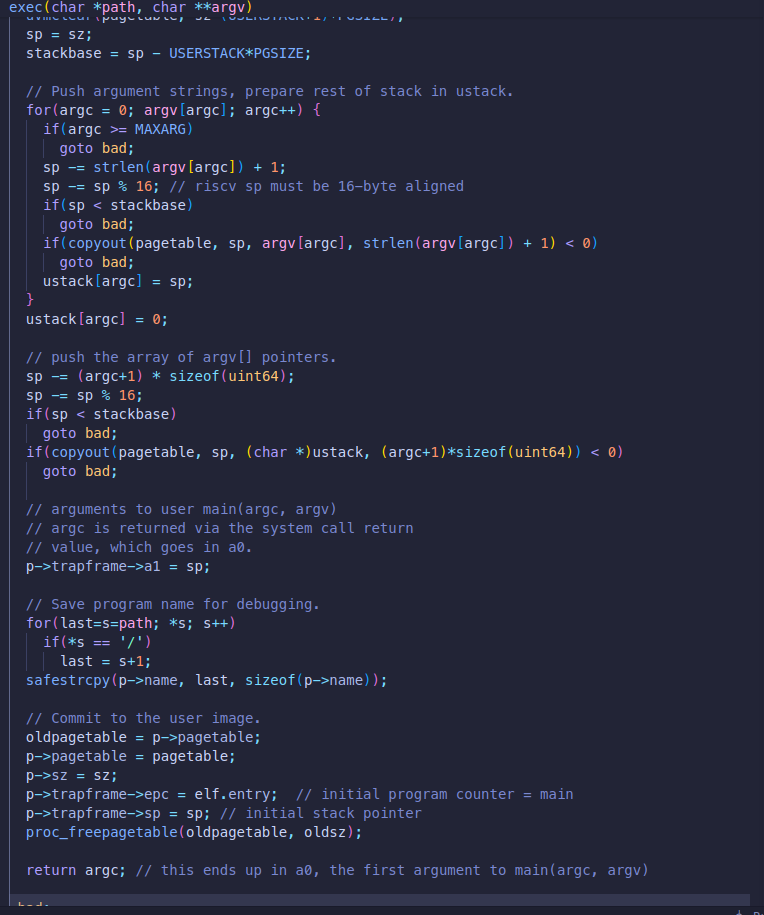 exec(char *path, char **argv)
  sp = sz;
  stackbase = sp - USERSTACK*PGSIZE;

  // Push argument strings, prepare rest of stack in ustack.
  for(argc = 0; argv[argc]; argc++) {
    if(argc >= MAXARG)
      goto bad;
    sp -= strlen(argv[argc]) + 1;
    sp -= sp % 16; // riscv sp must be 16-byte aligned
    if(sp < stackbase)
      goto bad;
    if(copyout(pagetable, sp, argv[argc], strlen(argv[argc]) + 1) < 0)
      goto bad;
    ustack[argc] = sp;
  }
  ustack[argc] = 0;

  // push the array of argv[] pointers.
  sp -= (argc+1) * sizeof(uint64);
  sp -= sp % 16;
  if(sp < stackbase)
    goto bad;
  if(copyout(pagetable, sp, (char *)ustack, (argc+1)*sizeof(uint64)) < 0)
    goto bad;

  // arguments to user main(argc, argv)
  // argc is returned via the system call return
  // value, which goes in a0.
  p->trapframe->a1 = sp;

  // Save program name for debugging.
  for(last=s=path; *s; s++)
    if(*s == '/')
      last = s+1;
  safestrcpy(p->name, last, sizeof(p->name));

  // Commit to the user image.
  oldpagetable = p->pagetable;
  p->pagetable = pagetable;
  p->sz = sz;
  p->trapframe->epc = elf.entry;  // initial program counter = main
  p->trapframe->sp = sp; // initial stack pointer
  proc_freepagetable(oldpagetable, oldsz);

  return argc; // this ends up in a0, the first argument to main(argc, argv)